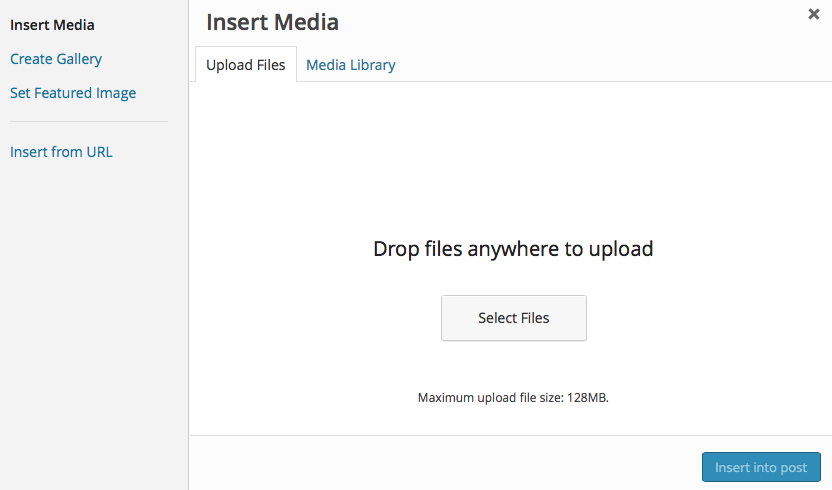 Insert Media
Create Gallery
Set Featured Image
Insert from URL
Insert Media
Upload Files Media Library
Drop files anywhere to upload
Select Files
Maximum upload file size: 128MB.
Insert into post